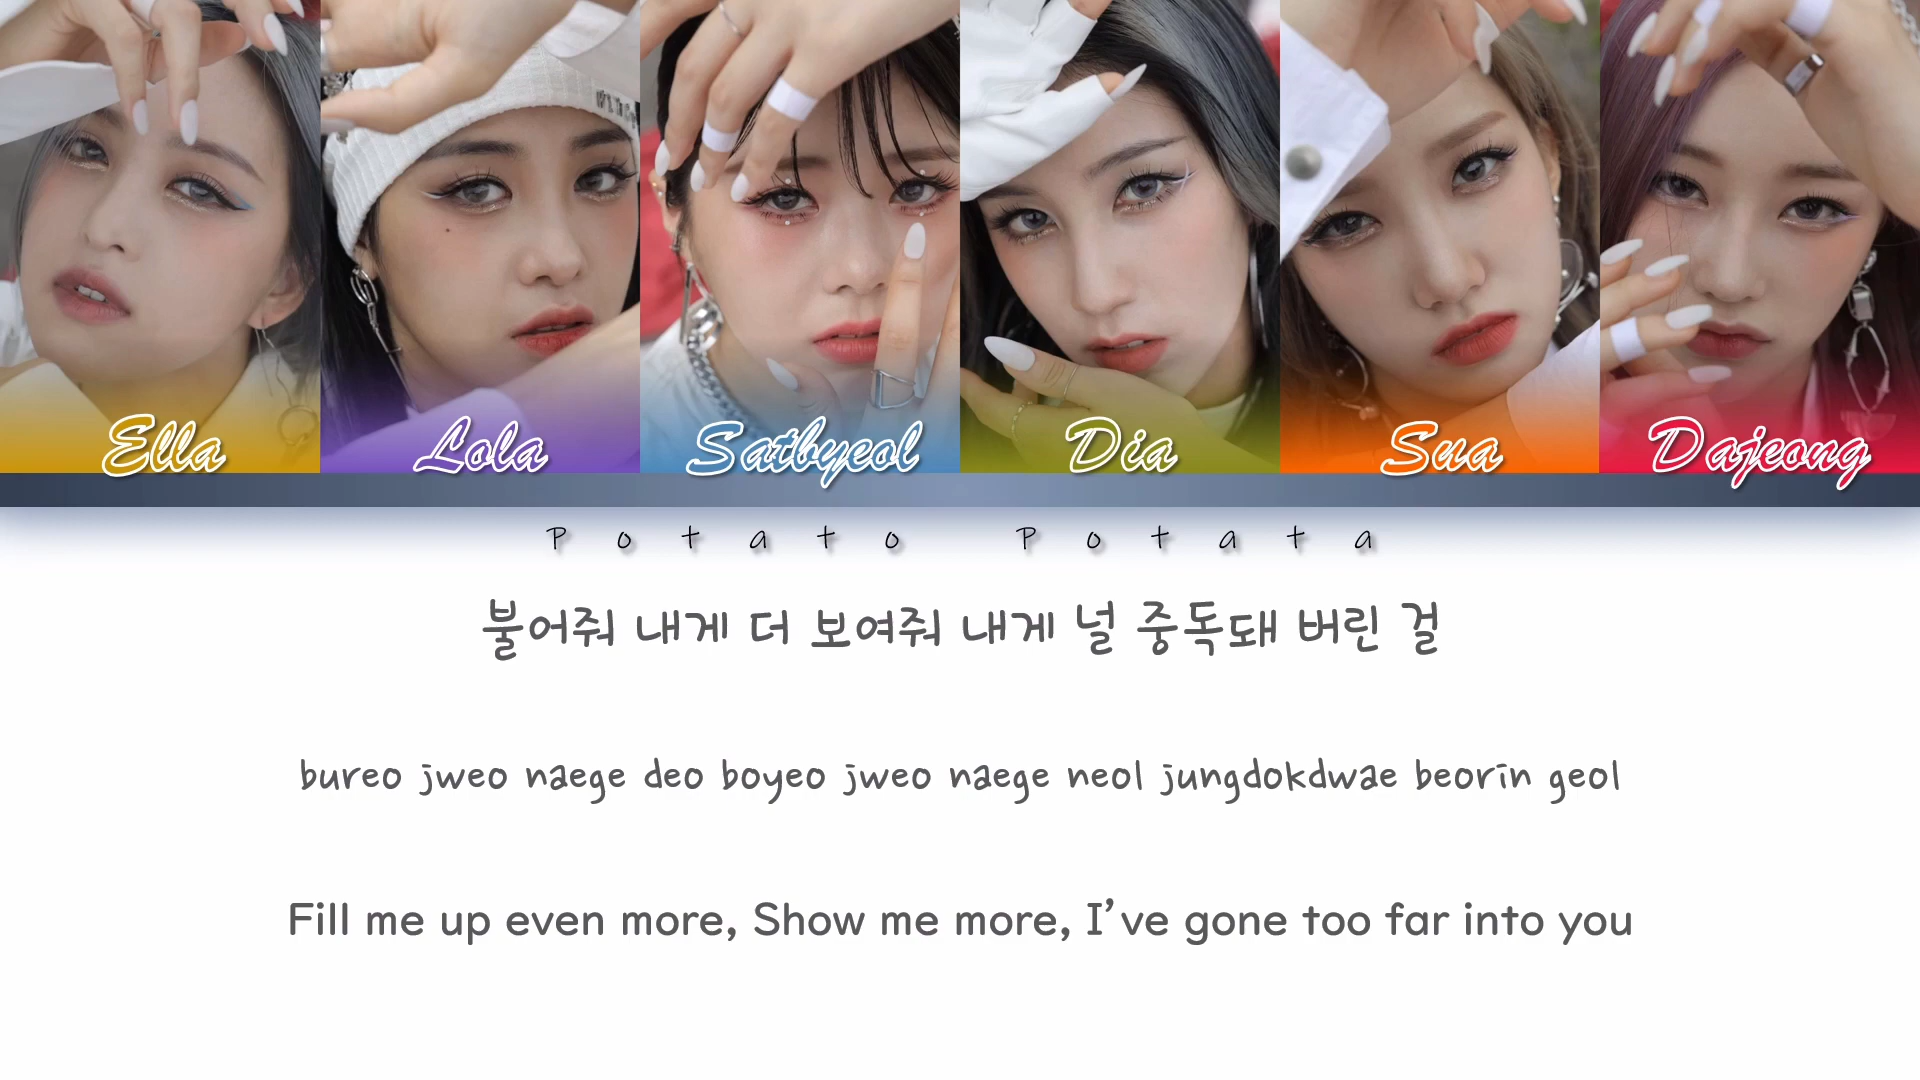 Ella Lola Satbyeol Dia Sua Dajeong
Potato Potata
불어줘 내게 더 보여줘 내게 널 중독돼 버린 걸
bureo jweo naege deo boyeo jweo naege neol jungdokdwae beorin geol
Fill me up even more, Show me more, I've gone too far into you